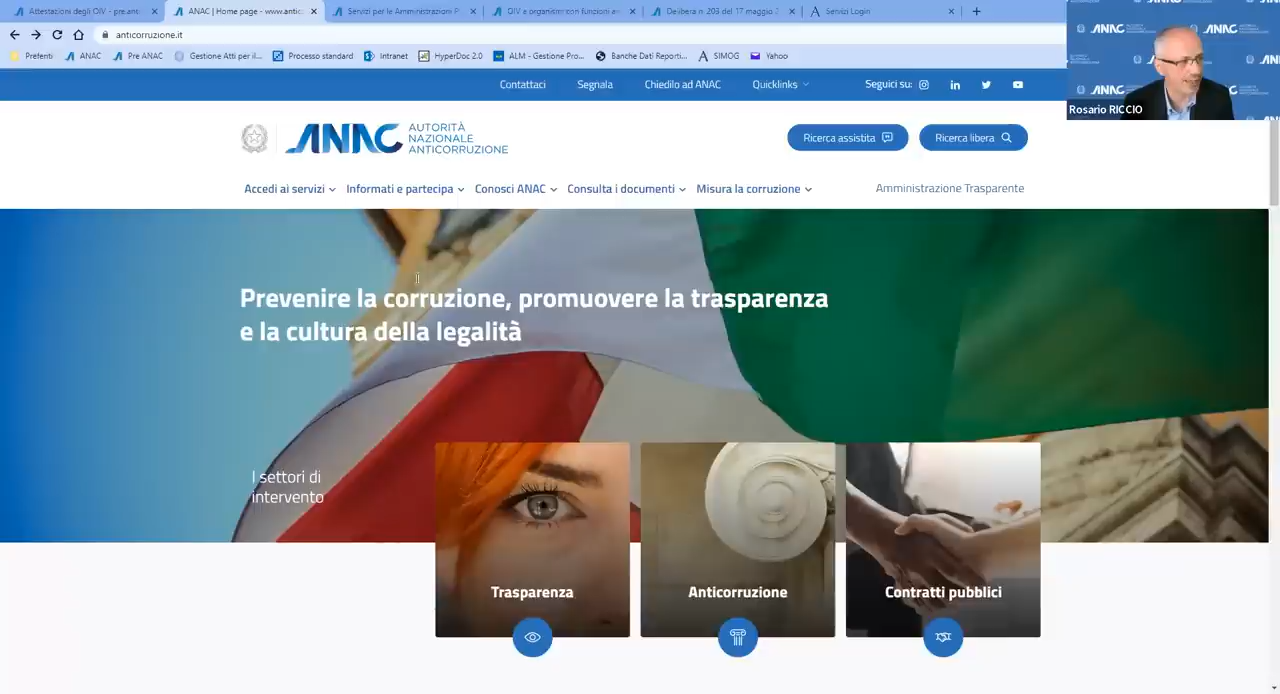 Attestazioni degli OIV - pre.anti
ANAC | Home page - www.antic
Servizi per le Amministrazioni P
OIV e organismi con funzioni a
Delibera n. 203 del 17 maggio 2
Servizi Login
anticorruzione.it
Preferiti
ANAC
Pre ANAC
Gestione Atti per il...
Processo standard
Intranet
HyperDoc 2.0
ALM - Gestione Pro...
Banche Dati Reporti...
SIMOG
Yahoo
Contattaci
Segnala
Chiedilo ad ANAC
Quicklinks
Seguici su:
ANAC
Rosario RICCIO
ANAC AUTORITÀ
NAZIONALE
ANTICORRUZIONE
Ricerca assistita
Ricerca libera
Accedi ai servizi
Informati e partecipa
Conosci ANAC
Consulta i documenti
Misura la corruzione
Amministrazione Trasparente
Prevenire la corruzione, promuovere la trasparenza
e la cultura della legalità
I settori di
intervento
Trasparenza
Anticorruzione
Contratti pubblici